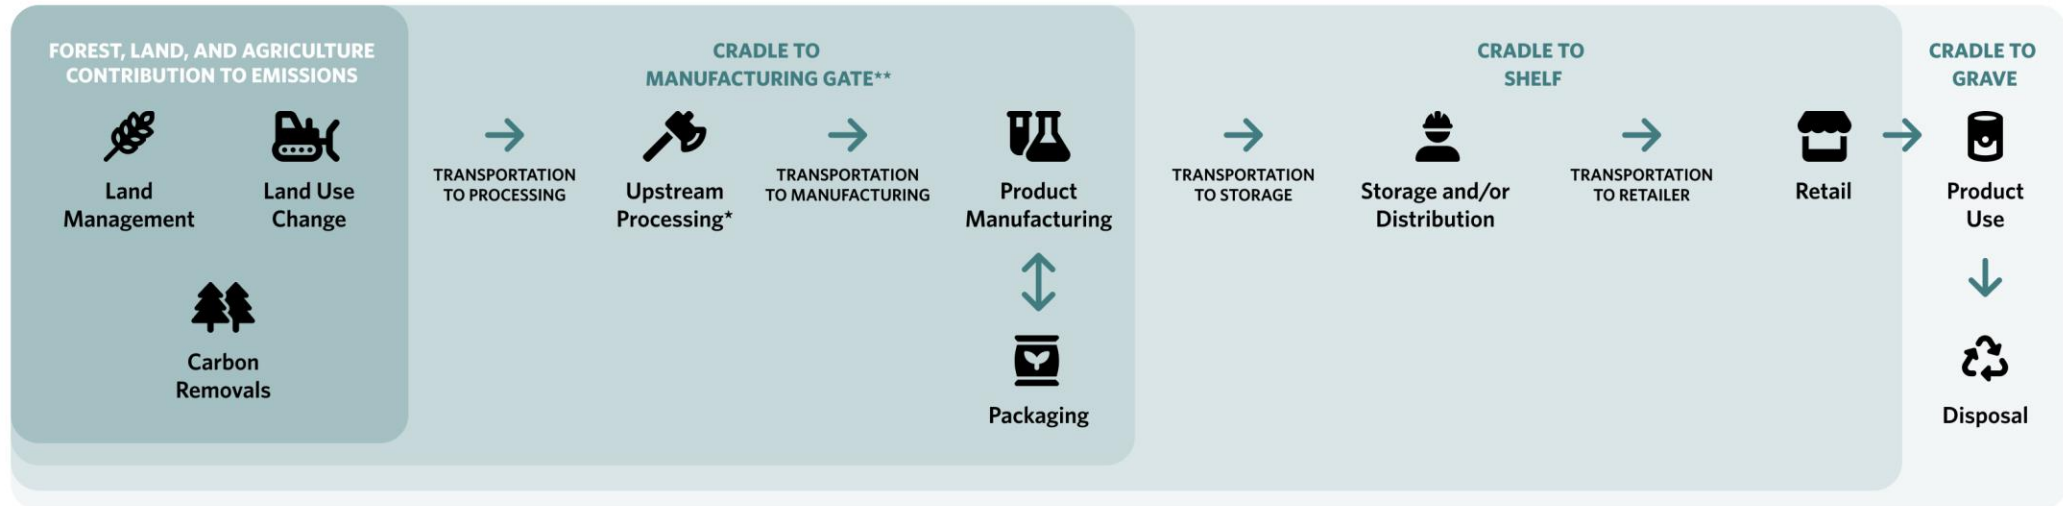 FOREST, LAND, AND AGRICULTURE
CONTRIBUTION TO EMISSIONS
Land
Management
Land Use
Change
Carbon
Removals
CRADLE TO
MANUFACTURING GATE**
TRANSPORTATION
TO PROCESSING
Upstream
Processing*
TRANSPORTATION
TO MANUFACTURING
Product
Manufacturing
Packaging
CRADLE TO
SHELF
TRANSPORTATION
TO STORAGE
Storage and/or
Distribution
TRANSPORTATION
TO RETAILER
Retail
CRADLE TO
GRAVE
Product
Use
Disposal